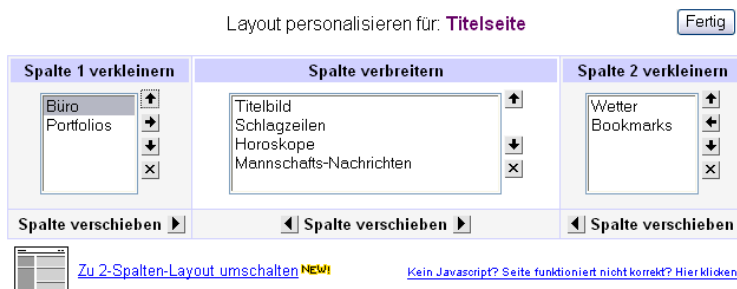 Layout personalisieren für: Titelseite
Fertig
Spalte 1 verkleinern
Spalte verbreitern
Spalte 2 verkleinern
Büro
Portfolios
Titelbild
Schlagzeilen
Horoskope
Mannschafts-Nachrichten
Wetter
Bookmarks
Spalte verschieben
Spalte verschieben
Spalte verschieben
Zu 2-Spalten-Layout umschalten NEW!
Kein Javascript? Seite funktioniert nicht korrekt? Hier klicken